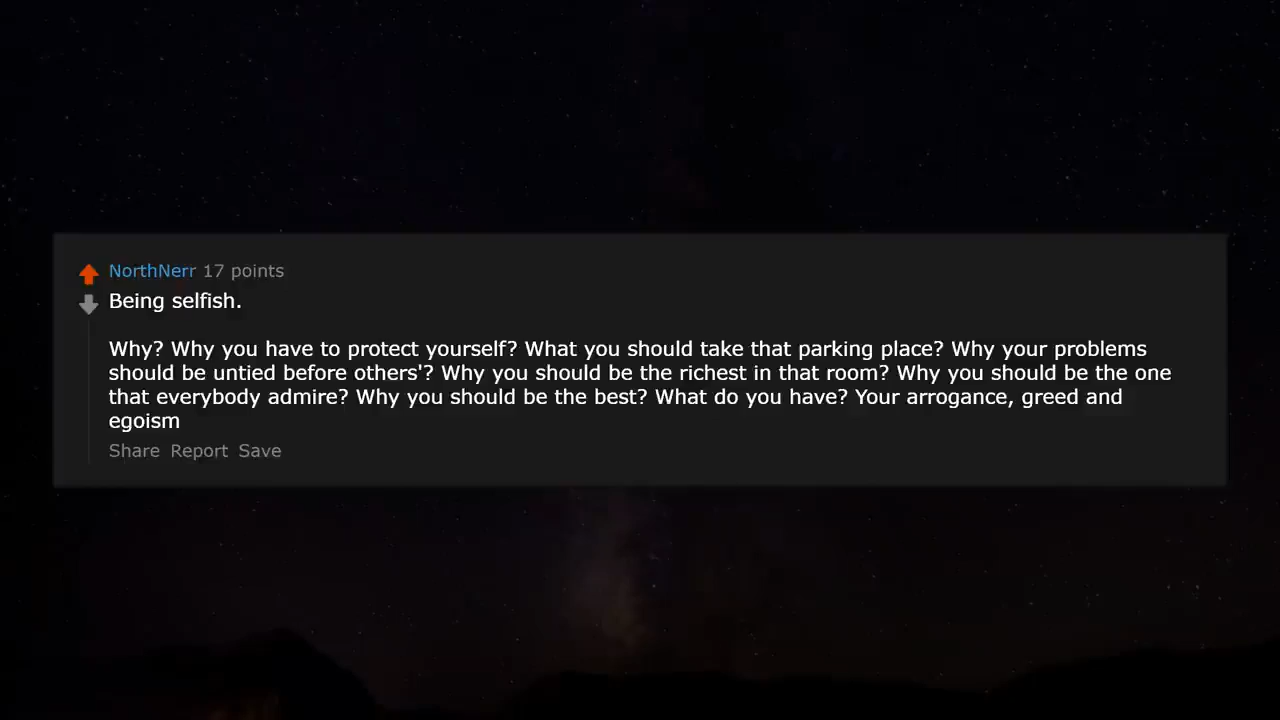 NorthNerr 17 points
Being selfish.
Why? Why you have to protect yourself? What you should take that parking place? Why your problems
should be untied before others'? Why you should be the richest in that room? Why you should be the one
that everybody admire? Why you should be the best? What do you have? Your arrogance, greed and
egoism
Share Report Save